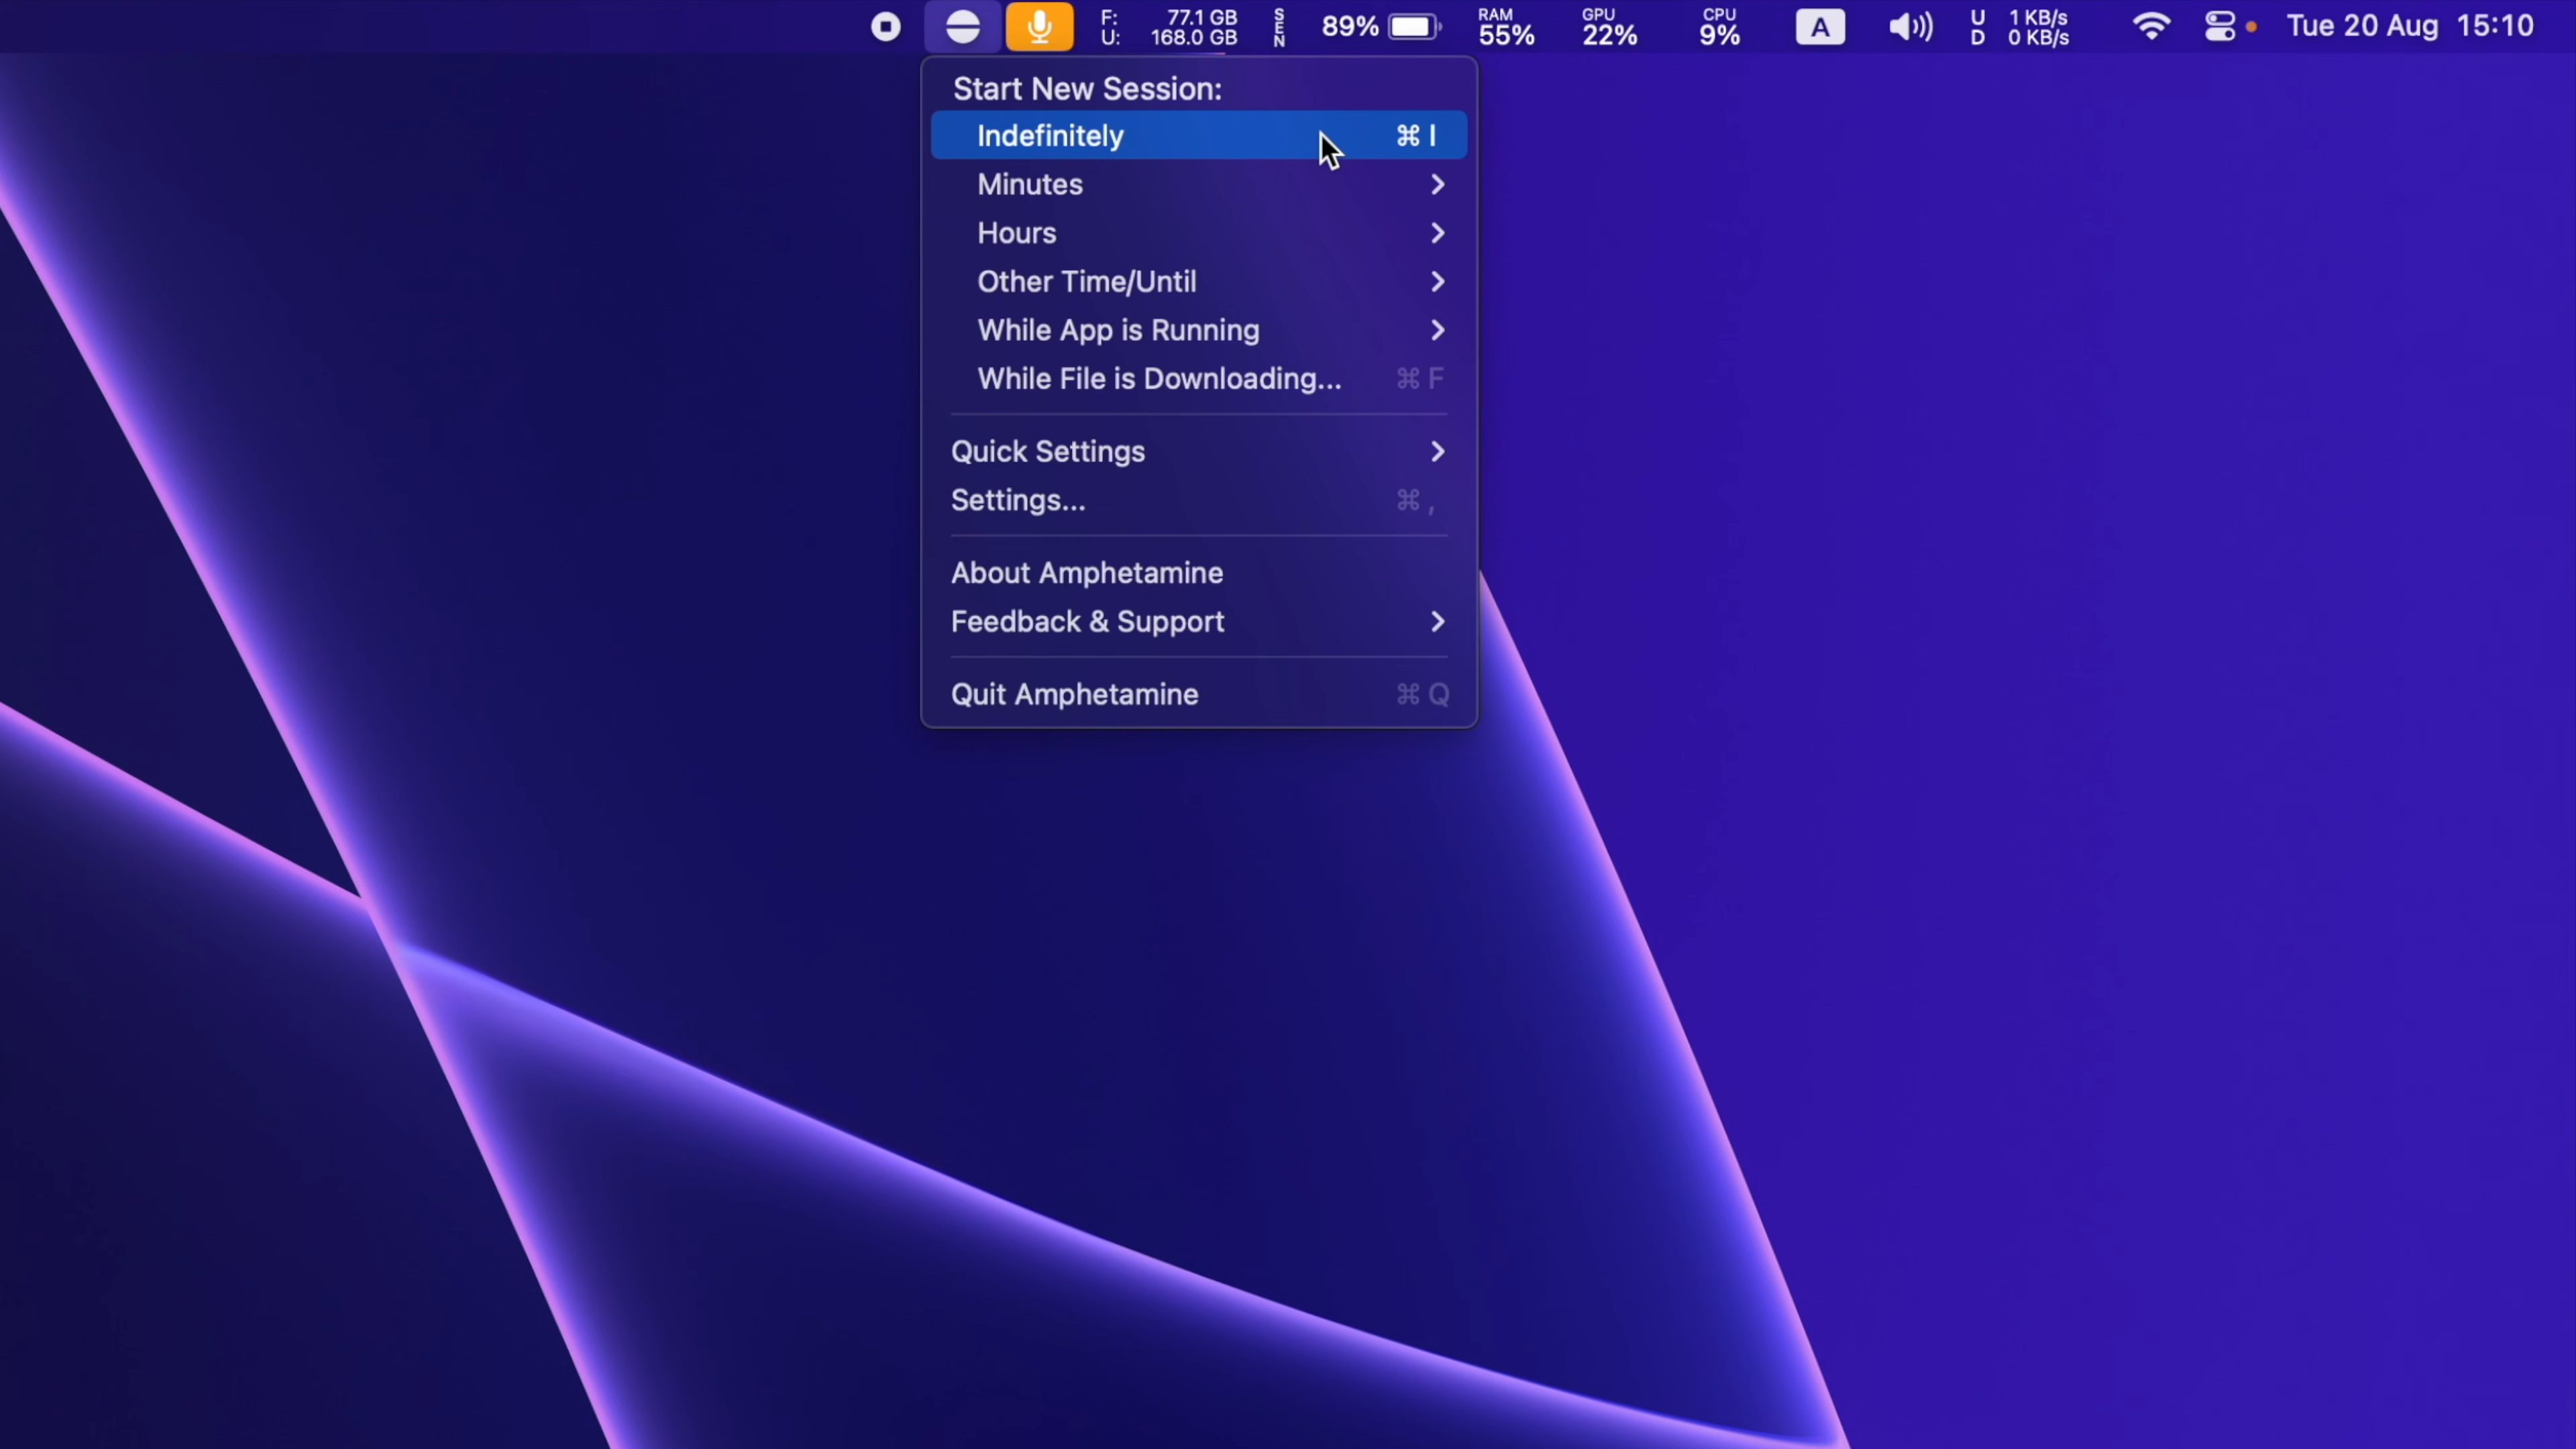 F: 77.1 GB
U: 168.0 GB
SEN
89%
RAM
55%
GPU
22%
CPU
9%
A
U 1 KB/s
D 0 KB/s
Tue 20 Aug 15:10
Start New Session:
Indefinitely ⌘ I
Minutes
Hours
Other Time/Until
While App is Running
While File is Downloading... ⌘ F
Quick Settings
Settings... ⌘ ,
About Amphetamine
Feedback & Support
Quit Amphetamine ⌘ Q